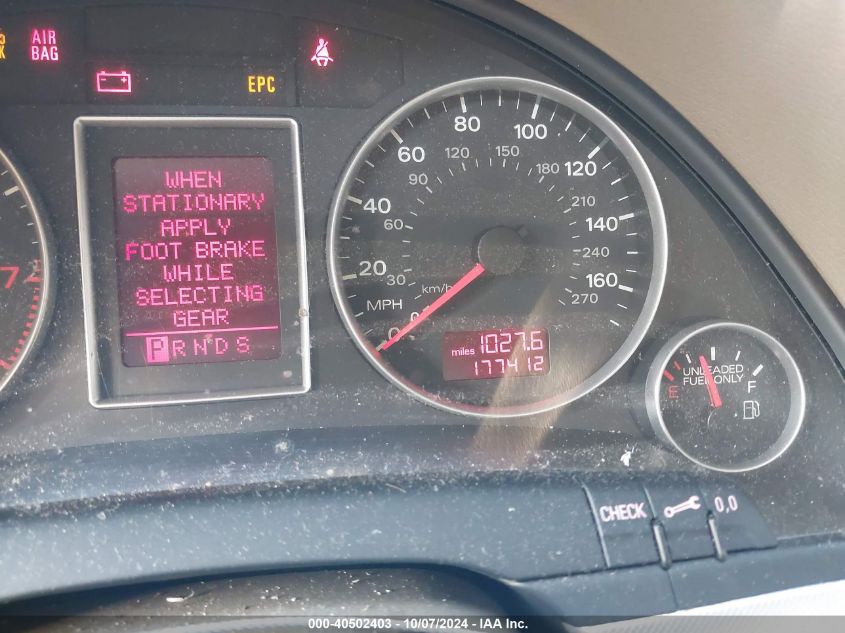 AIR
BAG
EPC
WHEN
STATIONARY
APPLY
FOOT BRAKE
WHILE
SELECTING
GEAR
P R N D S
7
0 20 40 60 80 100 120 140 160
30 60 90 120 150 180 210 240 270
MPH
km/h
miles 1027.6
177412
UNLEADED
FUEL ONLY
E F
CHECK 0,0
000-40502403 - 10/07/2024 - IAA Inc.